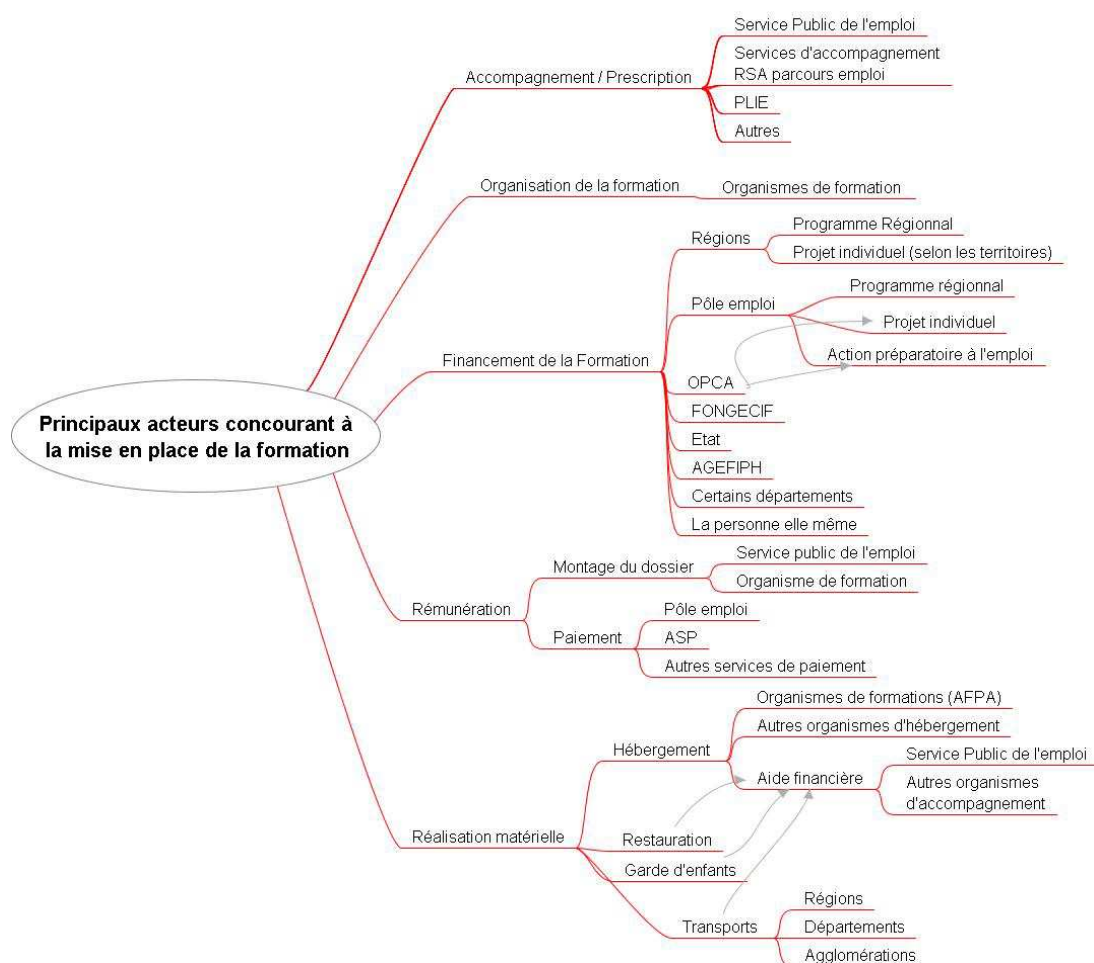 Service Public de l'emploi
Services d'accompagnement
RSA parcours emploi
Accompagnement / Prescription
PLIE
Autres
Organisation de la formation
Organismes de formation
Programme Régionnal
Régions
Projet individuel (selon les territoires)
Programme régionnal
Pôle emploi
Projet individuel
Action préparatoire à l'emploi
Financement de la Formation
OPCA
FONGECIF
Etat
AGEFIPH
Certains départements
La personne elle même
Principaux acteurs concourant à
la mise en place de la formation
Service public de l'emploi
Montage du dossier
Organisme de formation
Rémunération
Pôle emploi
Paiement
ASP
Autres services de paiement
Organismes de formations (AFPA)
Autres organismes d'hébergement
Hébergement
Service Public de l'emploi
Aide financière
Autres organismes
d'accompagnement
Réalisation matérielle
Restauration
Garde d'enfants
Régions
Transports
Départements
Agglomérations